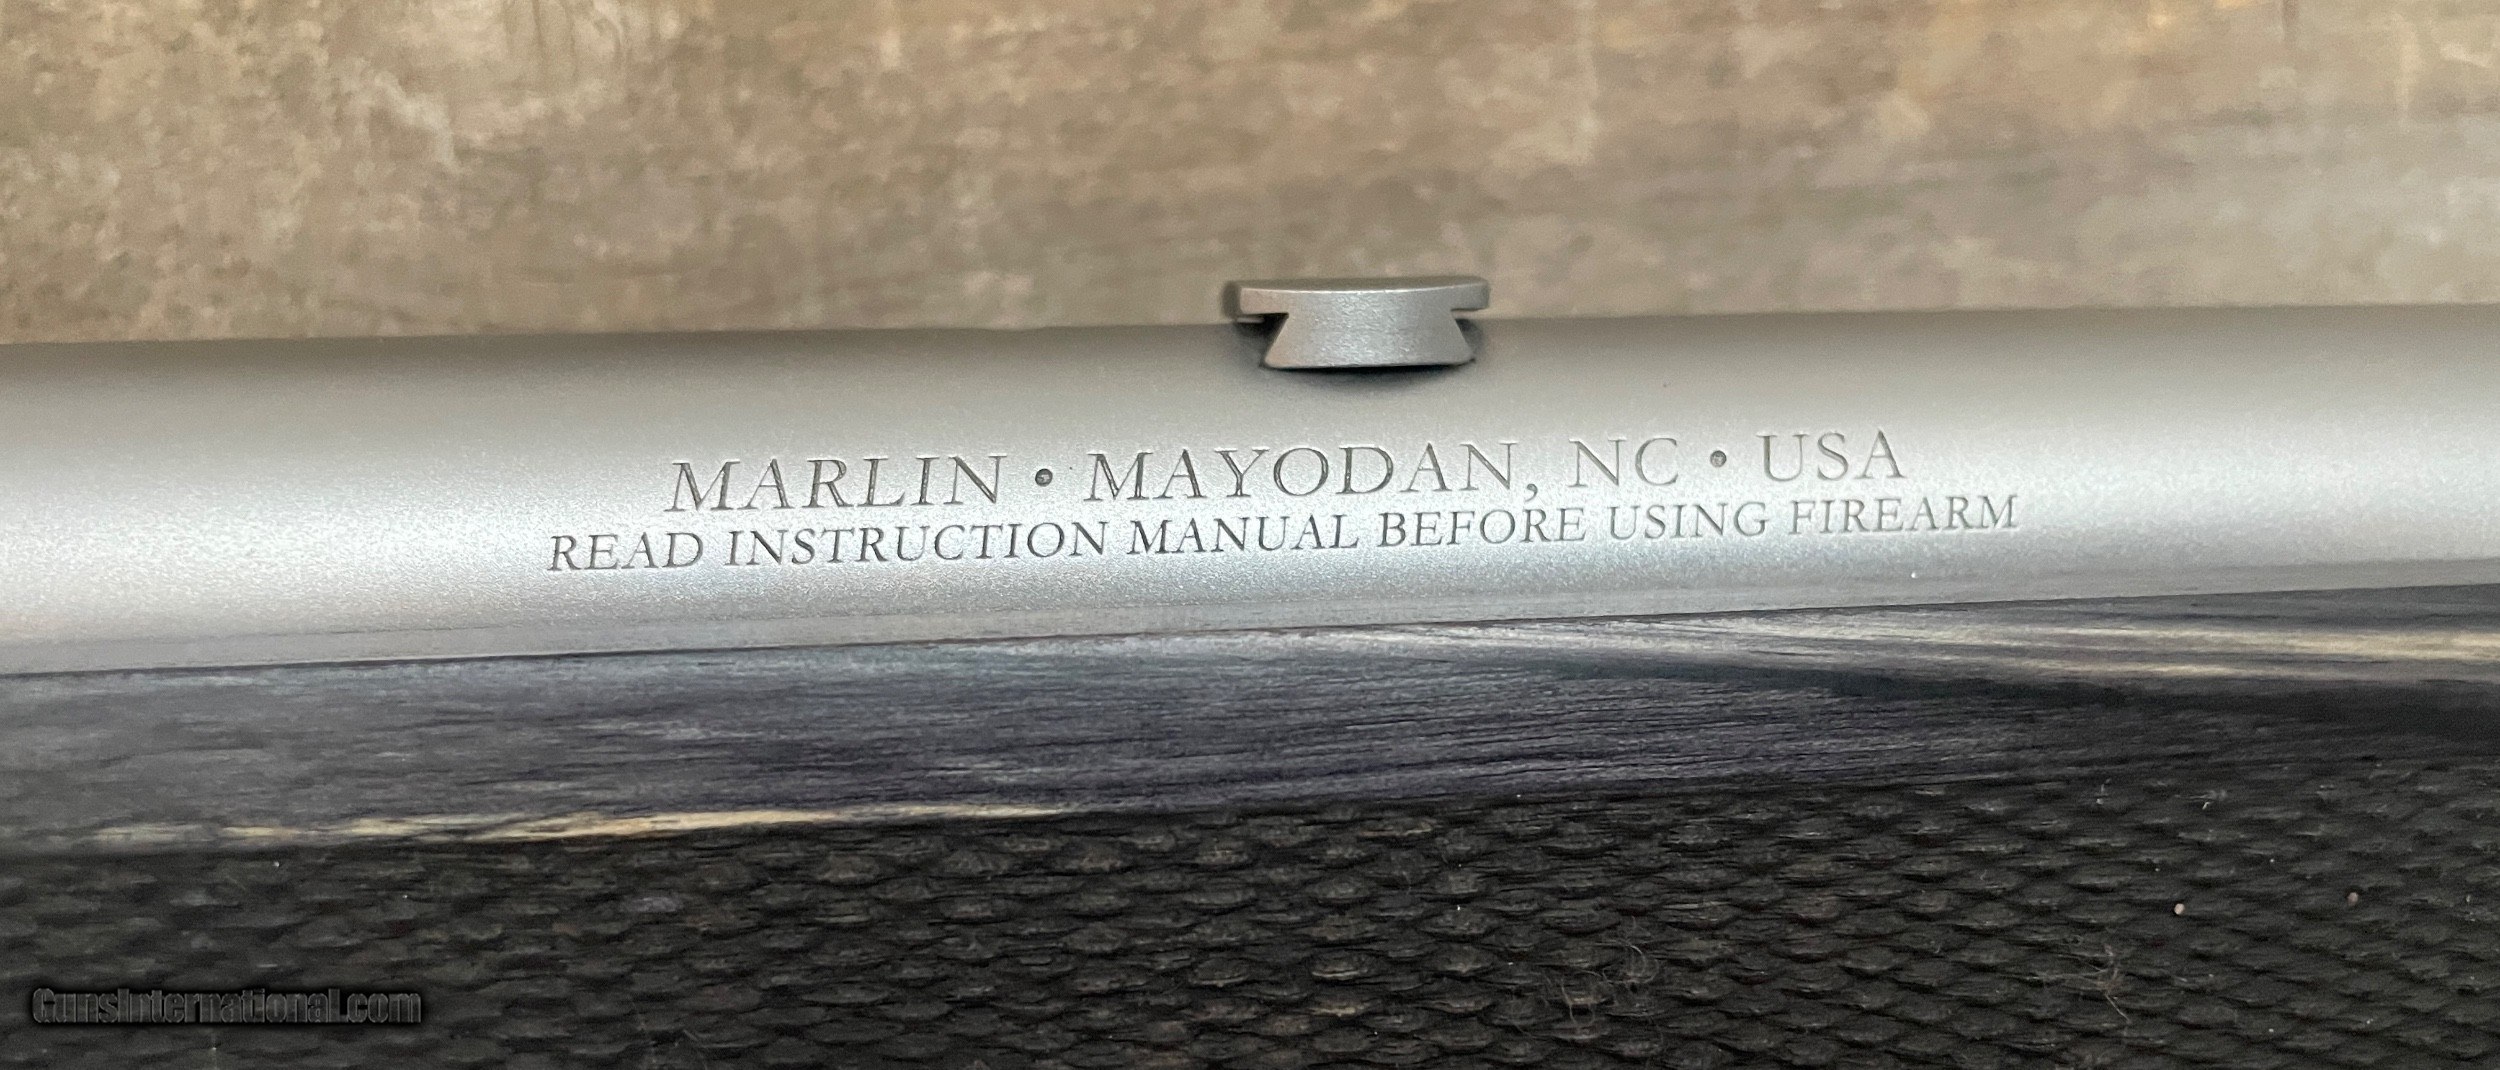 MARLIN • MAYODAN, NC • USA
READ INSTRUCTION MANUAL BEFORE USING FIREARM
GunsInternational.com